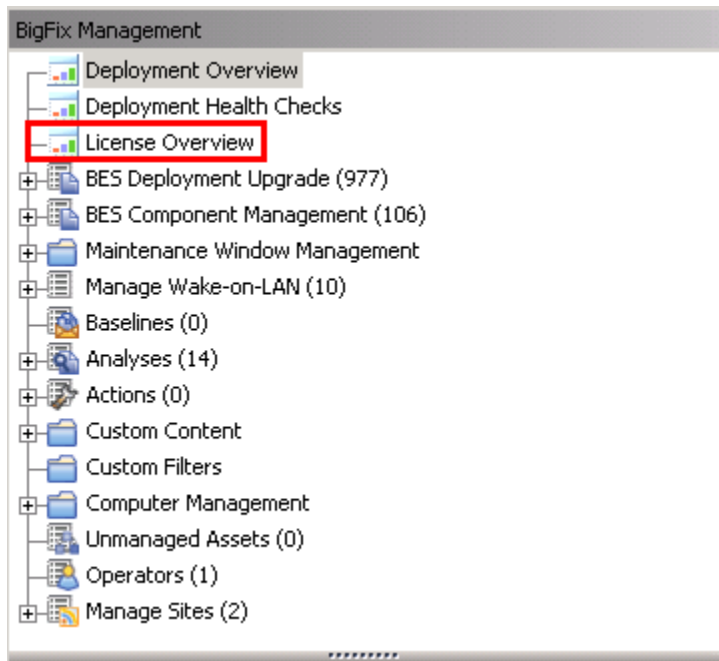 BigFix Management
Deployment Overview
Deployment Health Checks
License Overview
BES Deployment Upgrade (977)
BES Component Management (106)
Maintenance Window Management
Manage Wake-on-LAN (10)
Baselines (0)
Analyses (14)
Actions (0)
Custom Content
Custom Filters
Computer Management
Unmanaged Assets (0)
Operators (1)
Manage Sites (2)